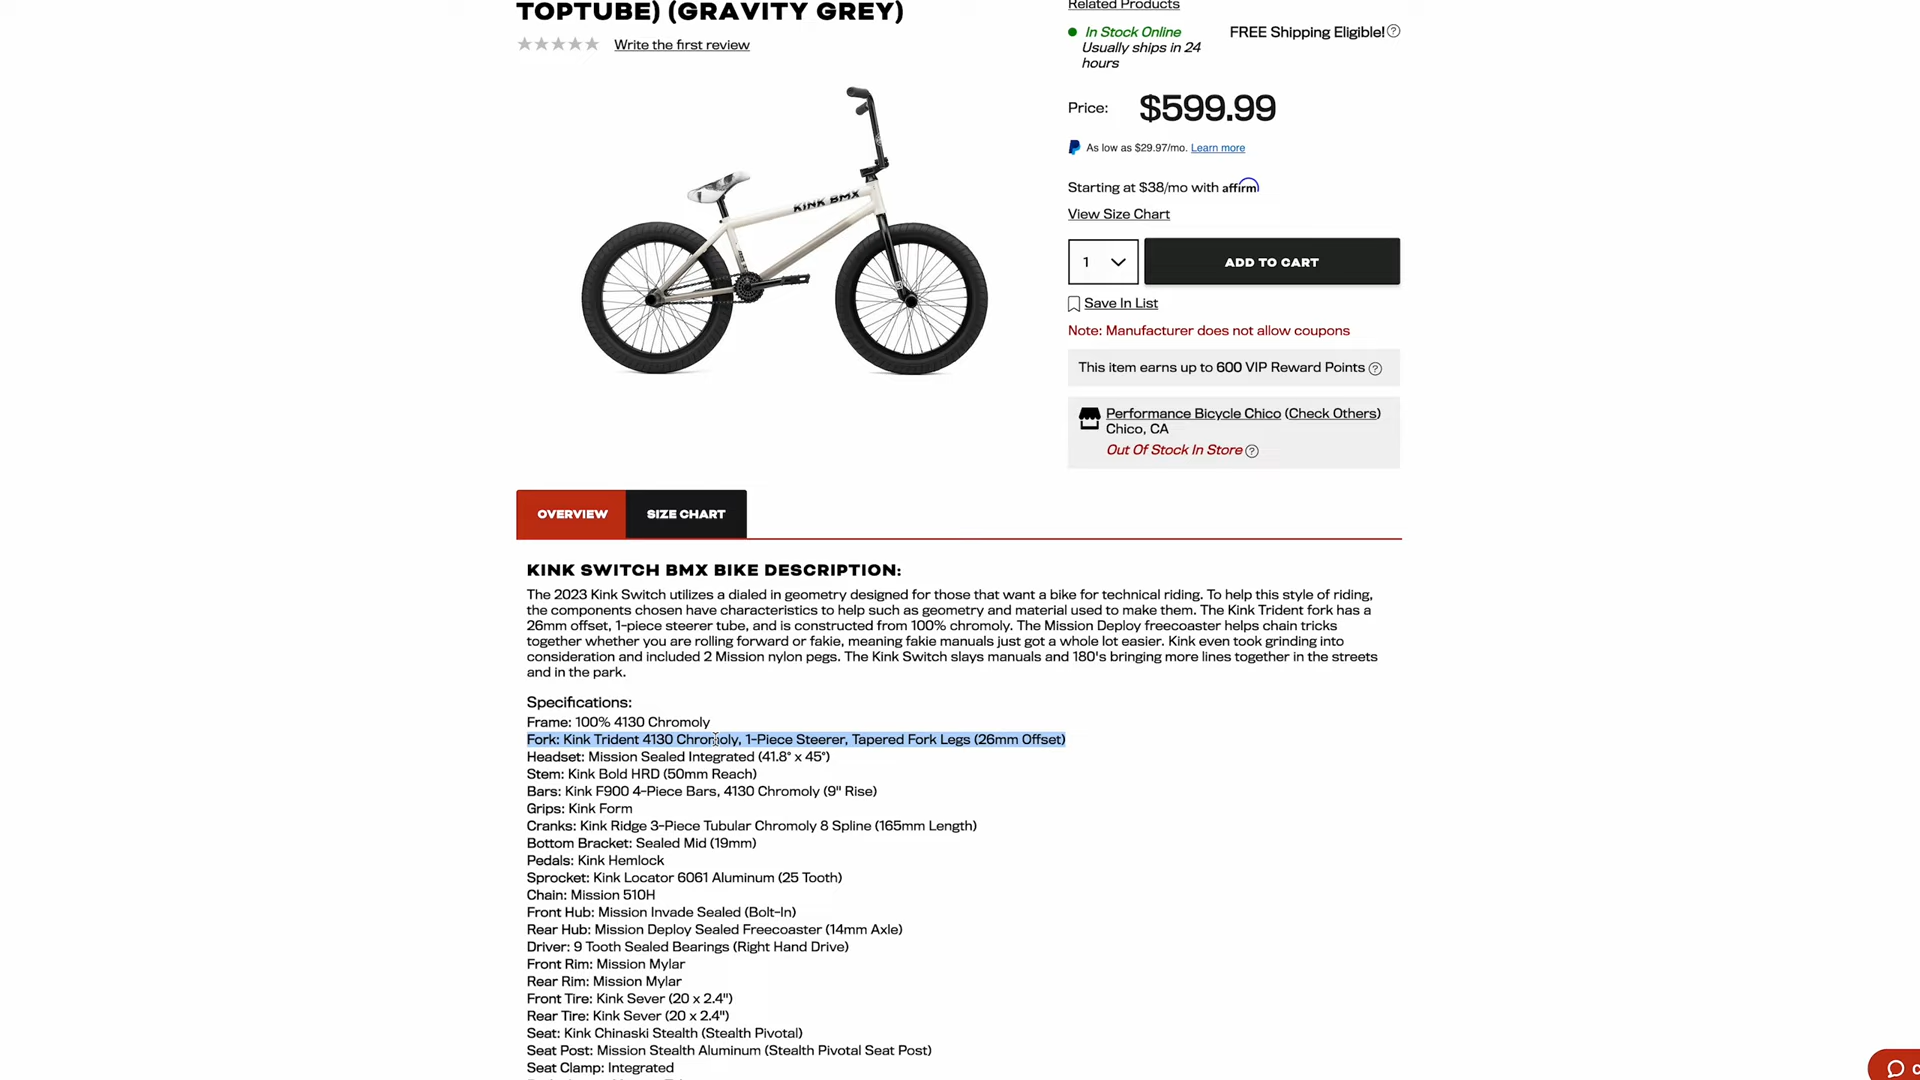 TOPTUBE) (GRAVITY GREY)
Write the first review
KINK BMX
Related Products
In Stock Online
Usually ships in 24
hours
FREE Shipping Eligible!
Price: $599.99
As low as $29.97/mo. Learn more
Starting at $38/mo with affirm
View Size Chart
1
ADD TO CART
Save In List
Note: Manufacturer does not allow coupons
This item earns up to 600 VIP Reward Points
Performance Bicycle Chico (Check Others)
Chico, CA
Out Of Stock In Store
OVERVIEW
SIZE CHART
KINK SWITCH BMX BIKE DESCRIPTION:
The 2023 Kink Switch utilizes a dialed in geometry designed for those that want a bike for technical riding. To help this style of riding,
the components chosen have characteristics to help such as geometry and material used to make them. The Kink Trident fork has a
26mm offset, 1-piece steerer tube, and is constructed from 100% chromoly. The Mission Deploy freecoaster helps chain tricks
together whether you are rolling forward or fakie, meaning fakie manuals just got a whole lot easier. Kink even took grinding into
consideration and included 2 Mission nylon pegs. The Kink Switch slays manuals and 180's bringing more lines together in the streets
and in the park.
Specifications:
Frame: 100% 4130 Chromoly
Fork: Kink Trident 4130 Chromoly, 1-Piece Steerer, Tapered Fork Legs (26mm Offset)
Headset: Mission Sealed Integrated (41.8° x 45°)
Stem: Kink Bold HRD (50mm Reach)
Bars: Kink F900 4-Piece Bars, 4130 Chromoly (9" Rise)
Grips: Kink Form
Cranks: Kink Ridge 3-Piece Tubular Chromoly 8 Spline (165mm Length)
Bottom Bracket: Sealed Mid (19mm)
Pedals: Kink Hemlock
Sprocket: Kink Locator 6061 Aluminum (25 Tooth)
Chain: Mission 510H
Front Hub: Mission Invade Sealed (Bolt-In)
Rear Hub: Mission Deploy Sealed Freecoaster (14mm Axle)
Driver: 9 Tooth Sealed Bearings (Right Hand Drive)
Front Rim: Mission Mylar
Rear Rim: Mission Mylar
Front Tire: Kink Sever (20 x 2.4")
Rear Tire: Kink Sever (20 x 2.4")
Seat: Kink Chinaski Stealth (Stealth Pivotal)
Seat Post: Mission Stealth Aluminum (Stealth Pivotal Seat Post)
Seat Clamp: Integrated